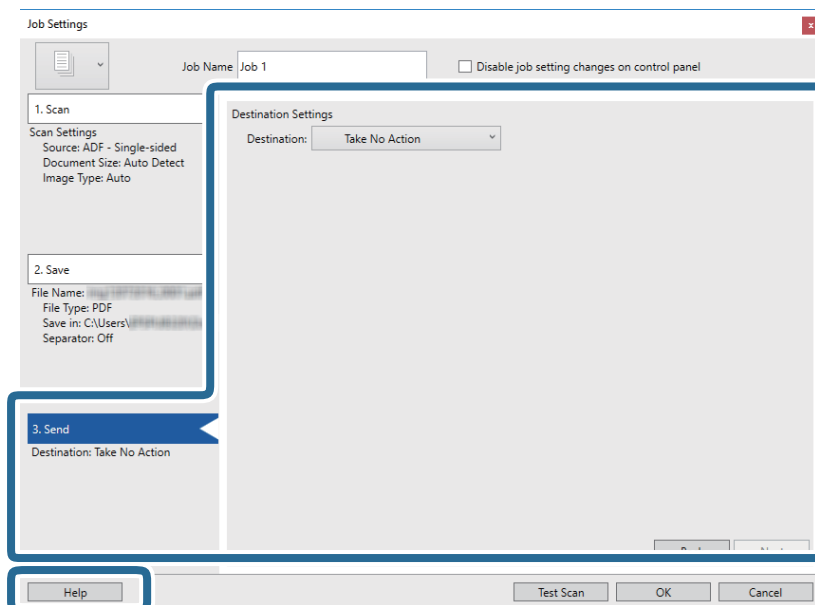 Job Settings
Job Name Job 1
Disable job setting changes on control panel
1. Scan
Scan Settings
Source: ADF - Single-sided
Document Size: Auto Detect
Image Type: Auto
2. Save
File Name:
File Type: PDF
Save in: C:\Users\
Separator: Off
3. Send
Destination: Take No Action
Destination Settings
Destination: Take No Action
Help
Test Scan
OK
Cancel